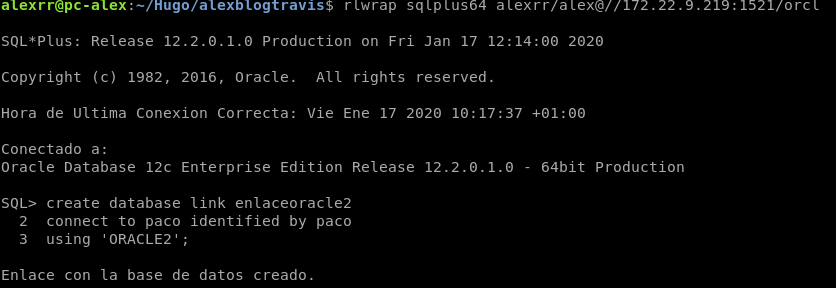 alexrr@pc-alex:~/Hugo/alexblogtravis$ rlwrap sqlplus64 alexrr/alex@//172.22.9.219:1521/orcl
SQL*Plus: Release 12.2.0.1.0 Production on Fri Jan 17 12:14:00 2020
Copyright (c) 1982, 2016, Oracle.  All rights reserved.
Hora de Ultima Conexion Correcta: Vie Ene 17 2020 10:17:37 +01:00
Conectado a:
Oracle Database 12c Enterprise Edition Release 12.2.0.1.0 - 64bit Production
SQL> create database link enlaceoracle2
  2  connect to paco identified by paco
  3  using 'ORACLE2';
Enlace con la base de datos creado.